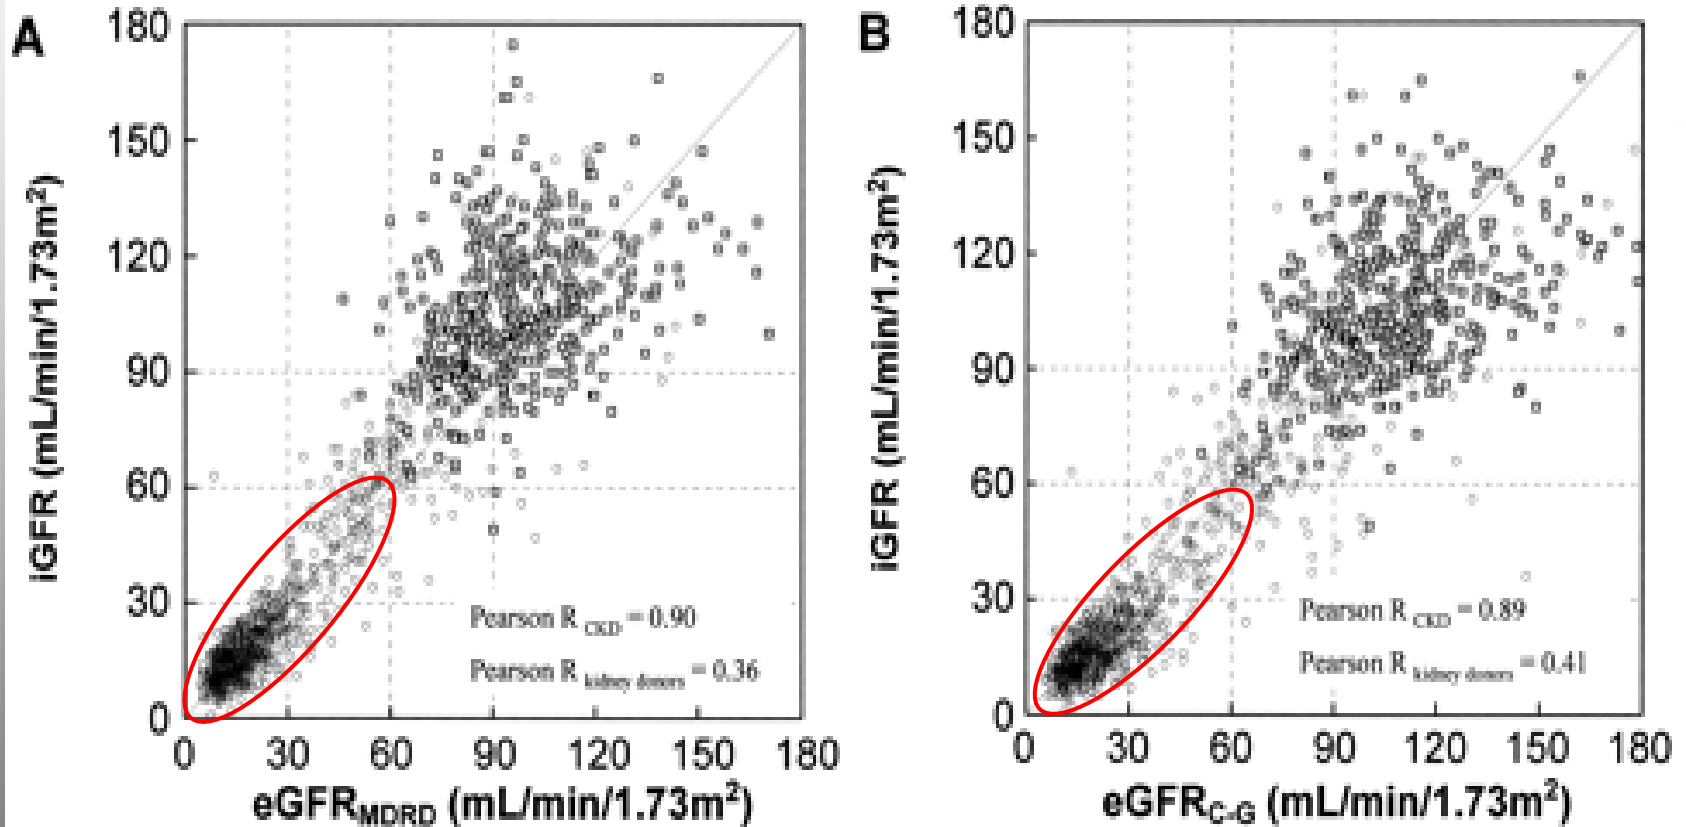 A
180
150
120
90
60
30
0
0 30 60 90 120 150 180
iGFR (mL/min/1.73m²)
eGFR_MDRD (mL/min/1.73m²)
Pearson R CKD = 0.90
Pearson R kidney donors = 0.36
B
180
150
120
90
60
30
0
0 30 60 90 120 150 180
iGFR (mL/min/1.73m²)
eGFR_C-G (mL/min/1.73m²)
Pearson R CKD = 0.89
Pearson R kidney donors = 0.41